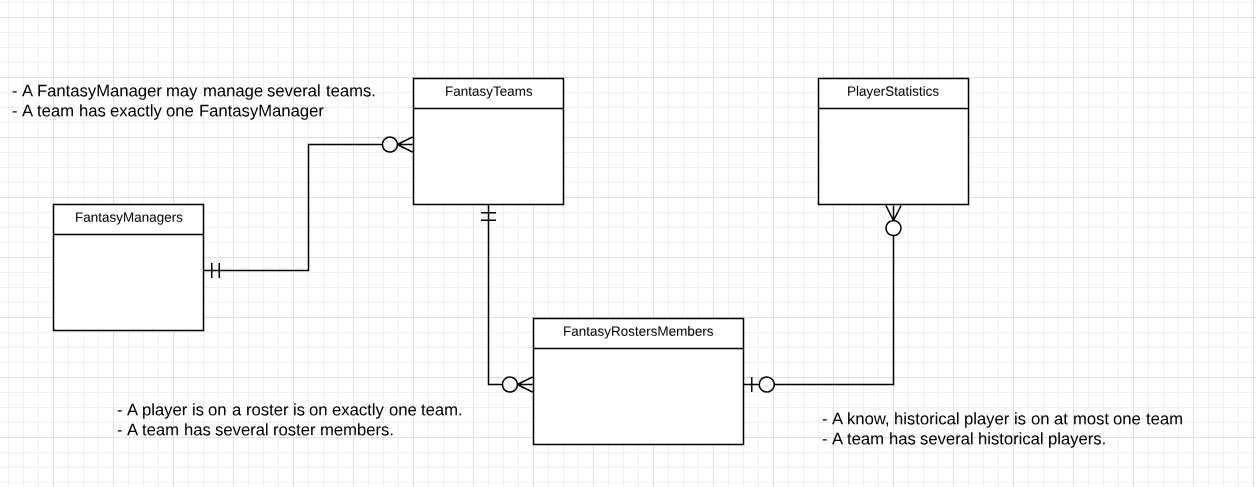 - A FantasyManager may manage several teams.
- A team has exactly one FantasyManager
FantasyTeams
PlayerStatistics
FantasyManagers
FantasyRostersMembers
- A player is on a roster is on exactly one team.
- A team has several roster members.
- A know, historical player is on at most one team
- A team has several historical players.